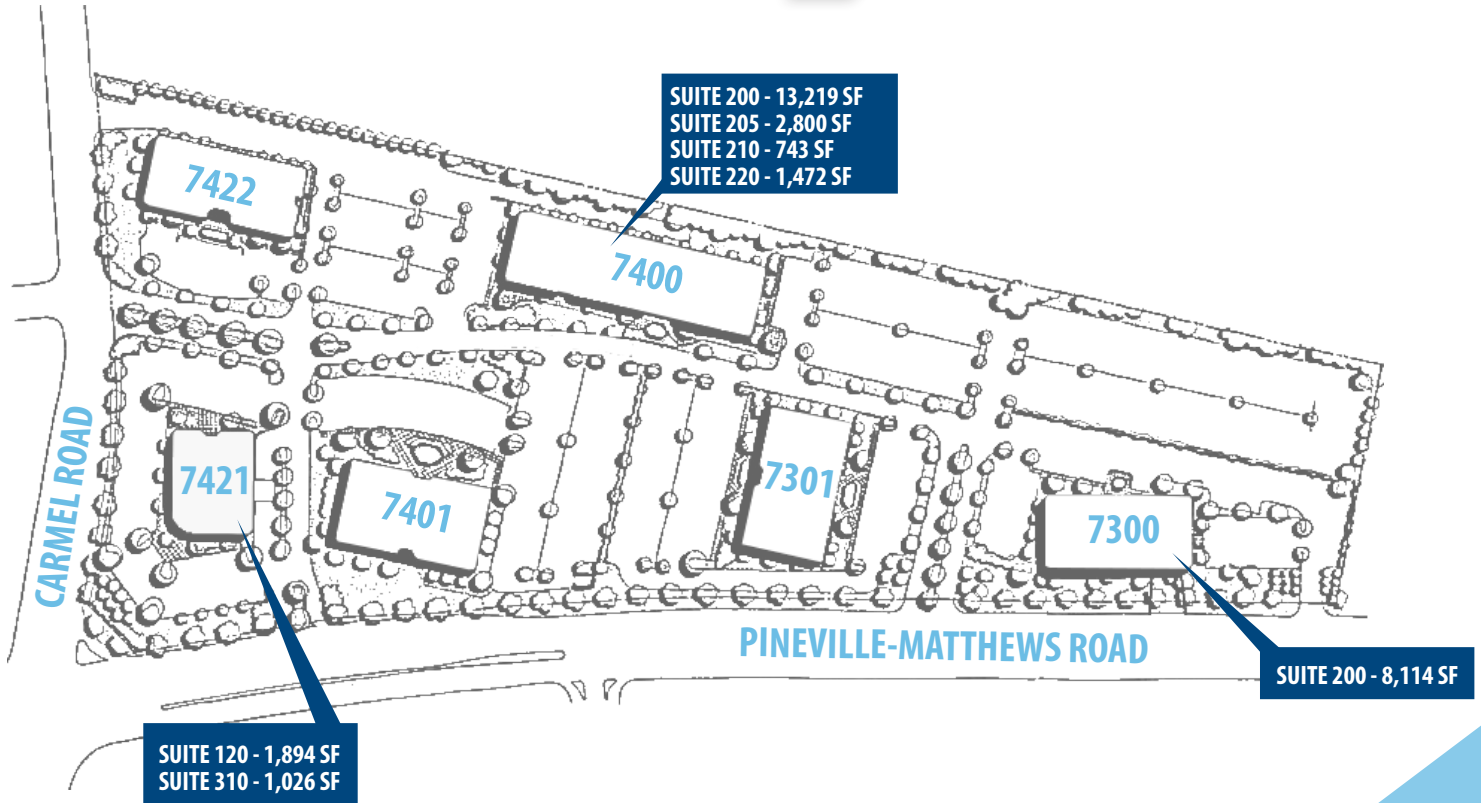 SUITE 200 - 13,219 SF
SUITE 205 - 2,800 SF
SUITE 210 - 743 SF
SUITE 220 - 1,472 SF
7422
7400
CARMEL ROAD
7421
7401
7301
7300
PINEVILLE-MATTHEWS ROAD
SUITE 200 - 8,114 SF
SUITE 120 - 1,894 SF
SUITE 310 - 1,026 SF